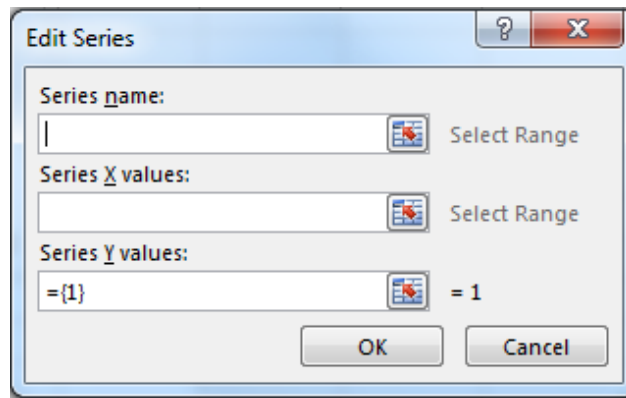 Edit Series
?
X
Series name:
Select Range
Series X values:
Select Range
Series Y values:
={1}
= 1
OK Cancel